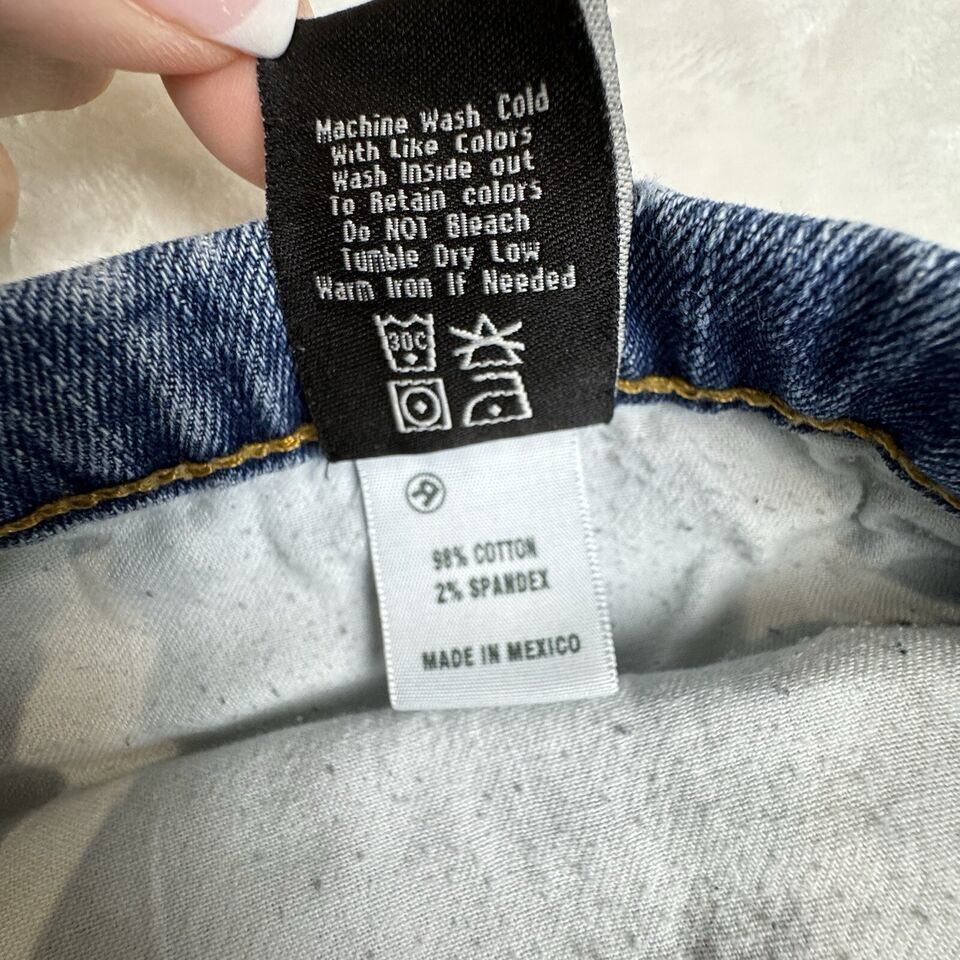 Machine Wash Cold
With Like Colors
Wash Inside out
To Retain colors
Do NOT Bleach
Tumble Dry Low
Warm Iron If Needed
30C
98% COTTON
2% SPANDEX
MADE IN MEXICO